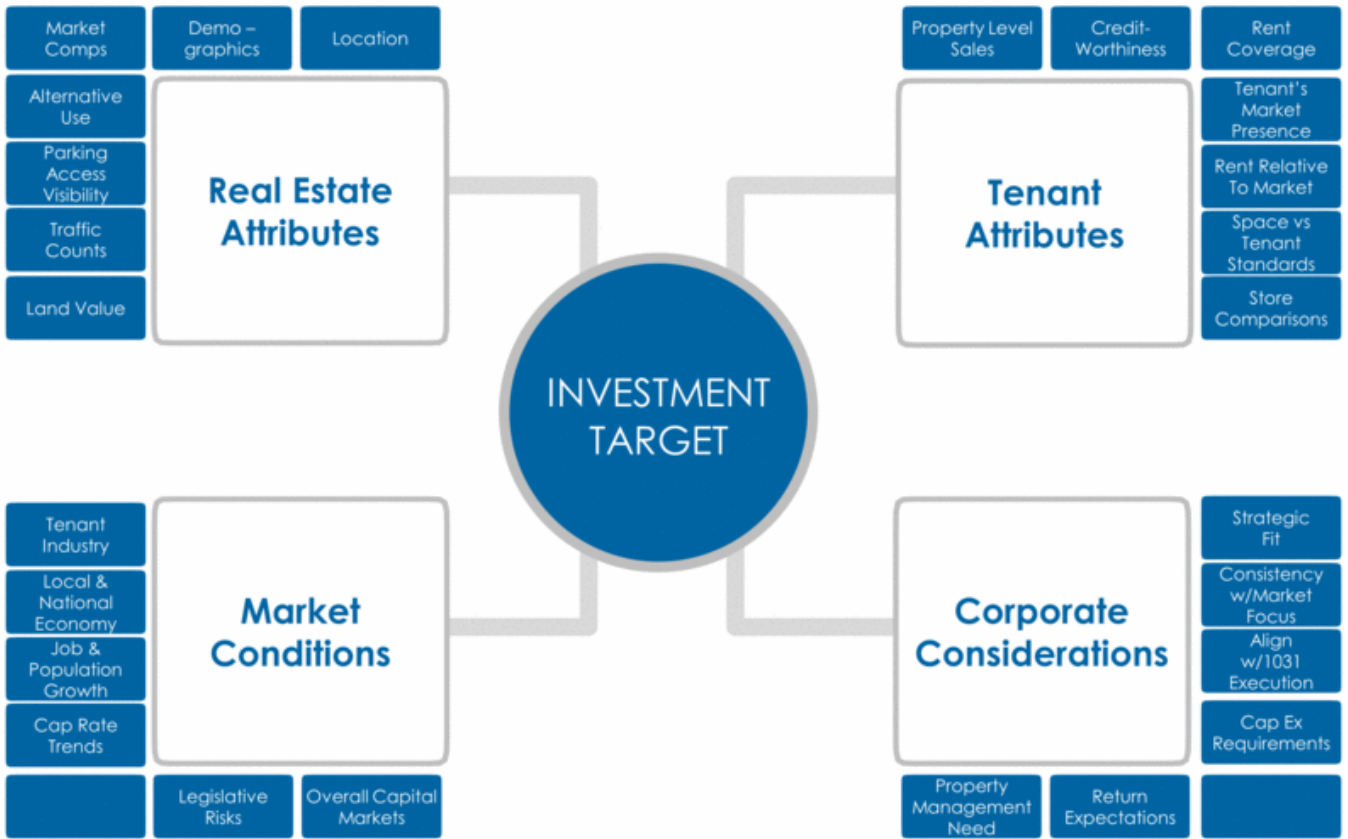 Market
Comps
Demo –
graphics
Location
Alternative
Use
Parking
Access
Visibility
Traffic
Counts
Land Value
Real Estate
Attributes
Property Level
Sales
Credit-
Worthiness
Rent
Coverage
Tenant's
Market
Presence
Rent Relative
To Market
Space vs
Tenant
Standards
Store
Comparisons
Tenant
Attributes
INVESTMENT
TARGET
Tenant
Industry
Local &
National
Economy
Job &
Population
Growth
Cap Rate
Trends
Legislative
Risks
Overall Capital
Markets
Market
Conditions
Strategic
Fit
Consistency
w/Market
Focus
Align
w/1031
Execution
Cap Ex
Requirements
Property
Management
Need
Return
Expectations
Corporate
Considerations